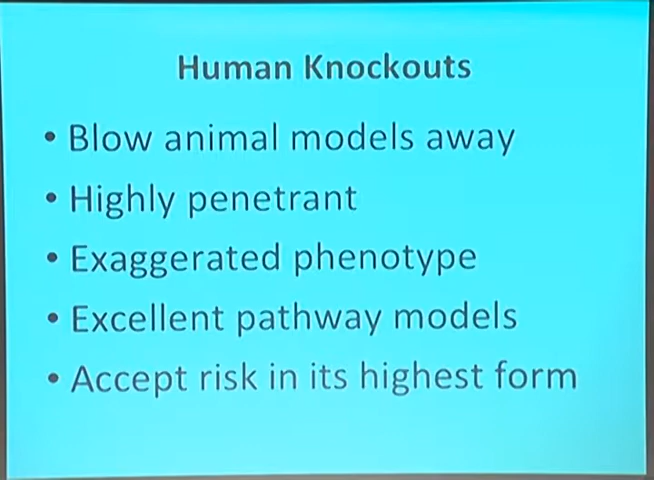 Human Knockouts
• Blow animal models away
• Highly penetrant
• Exaggerated phenotype
• Excellent pathway models
• Accept risk in its highest form